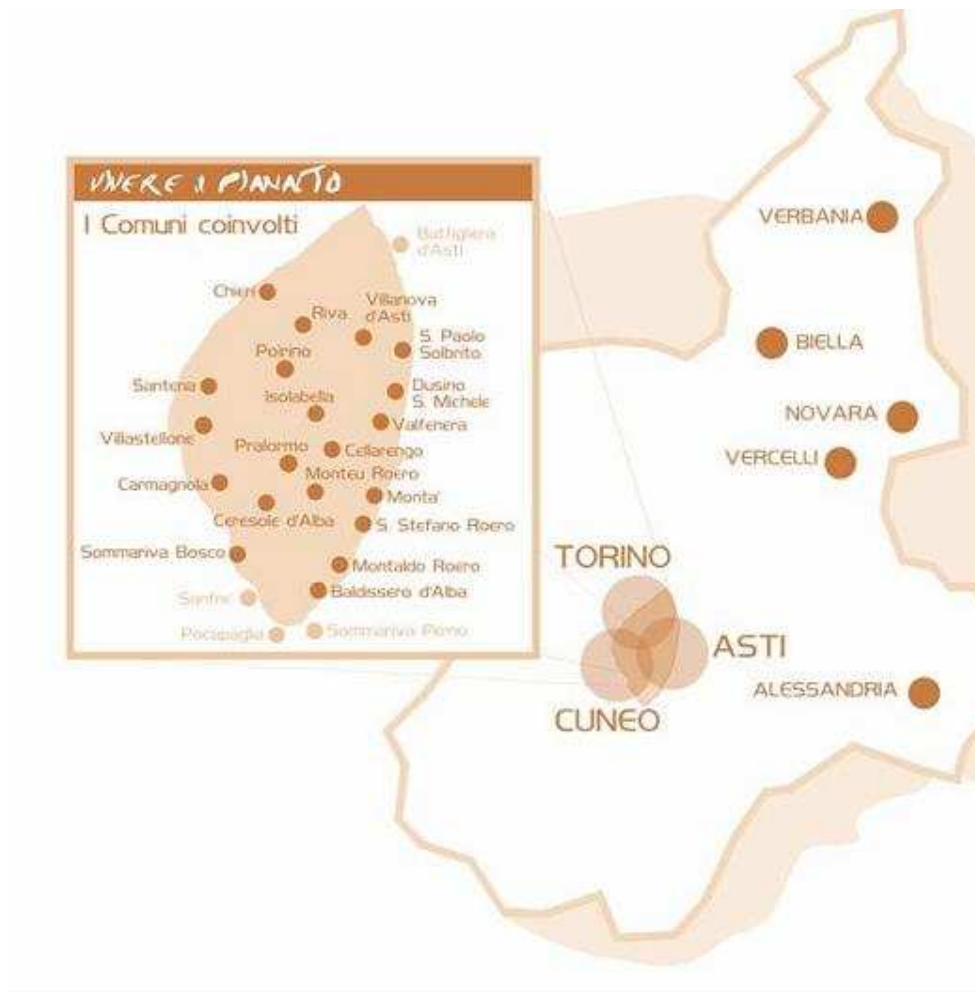 VIVERE il PIANALTO
I Comuni coinvolti
Buttigliera
d'Asti
Chieri
Riva
Villanova
d'Asti
S. Paolo
Solbrito
Poirino
Santena
Dusino
S. Michele
Isolabella
Valfenera
Villastellone
Pralormo
Cellarengo
Monteu Roero
Carmagnola
Monta'
Ceresole d'Alba
S. Stefano Roero
Sommariva Bosco
Montaldo Roero
Baldissero d'Alba
Sanfre'
Pocapaglia
Sommariva Perno
VERBANIA
BIELLA
NOVARA
VERCELLI
TORINO
ASTI
ALESSANDRIA
CUNEO